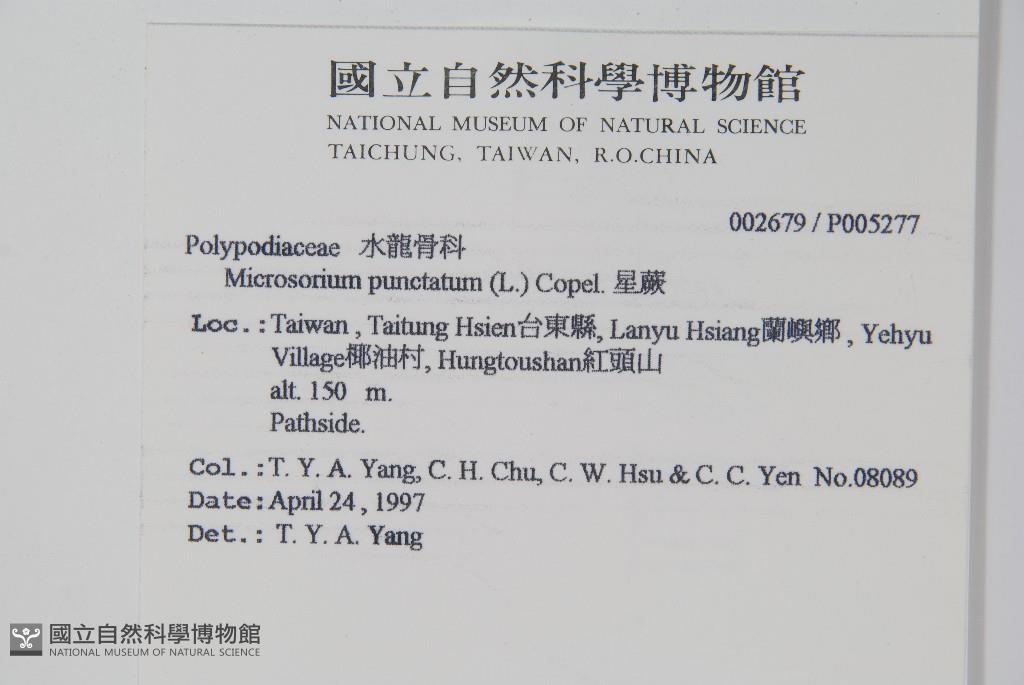 國立自然科學博物館
NATIONAL MUSEUM OF NATURAL SCIENCE
TAICHUNG, TAIWAN, R.O.CHINA
002679 / P005277
Polypodiaceae 水龍骨科
Microsorium punctatum (L.) Copel. 星蕨
Loc.:Taiwan , Taitung Hsien台東縣, Lanyu Hsiang蘭嶼鄉 , Yehyu
Village椰油村, Hungtoushan紅頭山
alt. 150 m.
Pathside.
Col.:T. Y. A. Yang, C. H. Chu, C. W. Hsu & C. C. Yen No.08089
Date:April 24 , 1997
Det.: T. Y. A. Yang
國立自然科學博物館
NATIONAL MUSEUM OF NATURAL SCIENCE